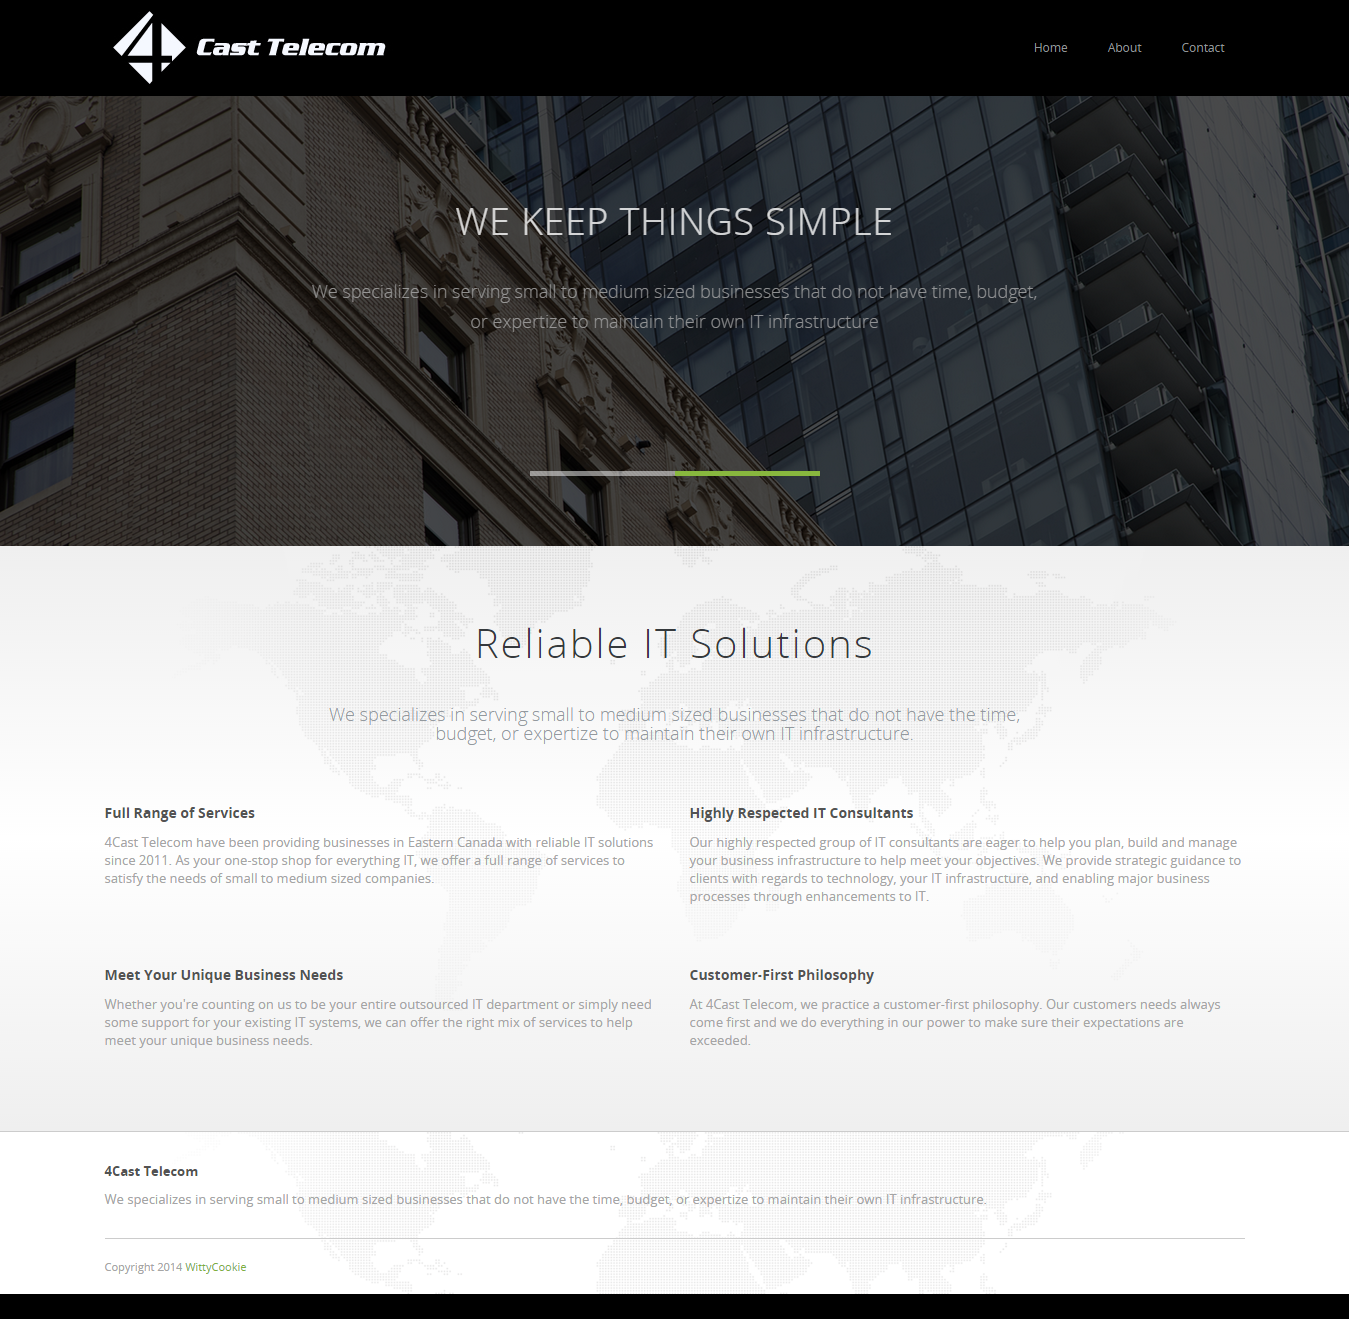 4 Cast Telecom
Home About Contact
WE KEEP THINGS SIMPLE
We specializes in serving small to medium sized businesses that do not have time, budget,
or expertize to maintain their own IT infrastructure
Reliable IT Solutions
We specializes in serving small to medium sized businesses that do not have the time,
budget, or expertize to maintain their own IT infrastructure.
Full Range of Services
4Cast Telecom have been providing businesses in Eastern Canada with reliable IT solutions
since 2011. As your one-stop shop for everything IT, we offer a full range of services to
satisfy the needs of small to medium sized companies.
Highly Respected IT Consultants
Our highly respected group of IT consultants are eager to help you plan, build and manage
your business infrastructure to help meet your objectives. We provide strategic guidance to
clients with regards to technology, your IT infrastructure, and enabling major business
processes through enhancements to IT.
Meet Your Unique Business Needs
Whether you're counting on us to be your entire outsourced IT department or simply need
some support for your existing IT systems, we can offer the right mix of services to help
meet your unique business needs.
Customer-First Philosophy
At 4Cast Telecom, we practice a customer-first philosophy. Our customers needs always
come first and we do everything in our power to make sure their expectations are
exceeded.
4Cast Telecom
We specializes in serving small to medium sized businesses that do not have the time, budget, or expertize to maintain their own IT infrastructure.
Copyright 2014 WittyCookie